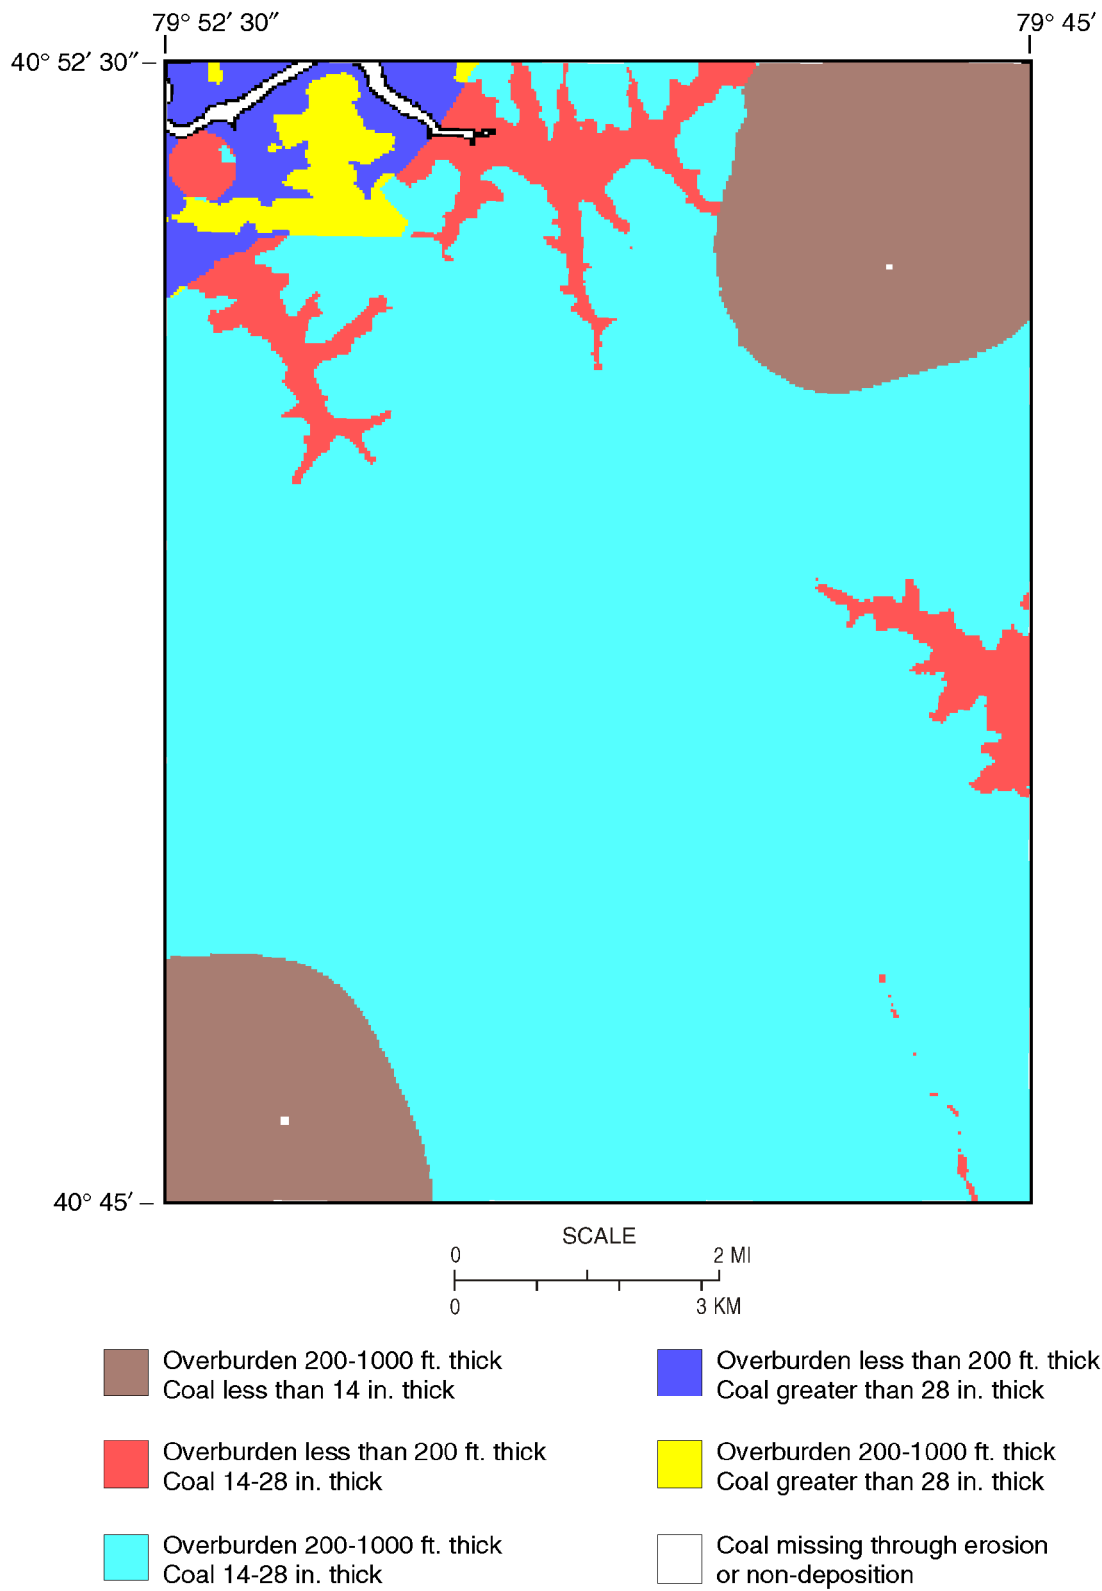 79° 52′ 30″
79° 45′
40° 52′ 30″
40° 45′
SCALE
0 2 MI
0 3 KM
Overburden 200-1000 ft. thick
Coal less than 14 in. thick
Overburden less than 200 ft. thick
Coal greater than 28 in. thick
Overburden less than 200 ft. thick
Coal 14-28 in. thick
Overburden 200-1000 ft. thick
Coal greater than 28 in. thick
Overburden 200-1000 ft. thick
Coal 14-28 in. thick
Coal missing through erosion
or non-deposition